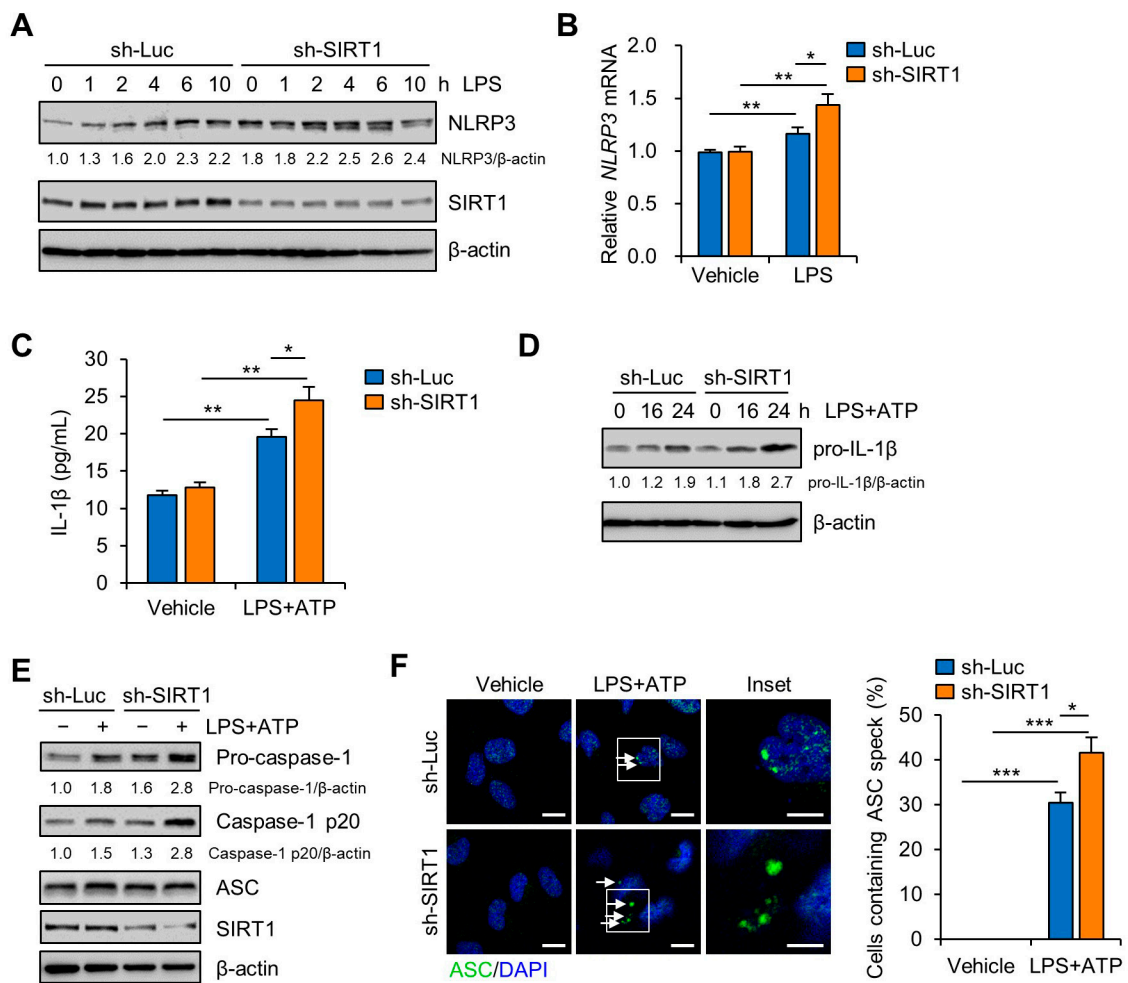 A
sh-Luc sh-SIRT1
0 1 2 4 6 10 0 1 2 4 6 10 h LPS
NLRP3
1.0 1.3 1.6 2.0 2.3 2.2 1.8 1.8 2.2 2.5 2.6 2.4 NLRP3/β-actin
SIRT1
β-actin
B
Relative NLRP3 mRNA
2.0
1.5
1.0
0.5
0.0
** ** *
Vehicle LPS
sh-Luc
sh-SIRT1
C
IL-1β (pg/mL)
30
25
20
15
10
5
0
** ** *
Vehicle LPS+ATP
sh-Luc
sh-SIRT1
D
sh-Luc sh-SIRT1
0 16 24 0 16 24 h LPS+ATP
pro-IL-1β
1.0 1.2 1.9 1.1 1.8 2.7 pro-IL-1β/β-actin
β-actin
E
sh-Luc sh-SIRT1
– + – + LPS+ATP
Pro-caspase-1
1.0 1.8 1.6 2.8 Pro-caspase-1/β-actin
Caspase-1 p20
1.0 1.5 1.3 2.8 Caspase-1 p20/β-actin
ASC
SIRT1
β-actin
F
Vehicle LPS+ATP Inset
sh-Luc
sh-SIRT1
ASC/DAPI
sh-Luc
sh-SIRT1
Cells containing ASC speck (%)
50
40
30
20
10
0
*** *** *
Vehicle LPS+ATP